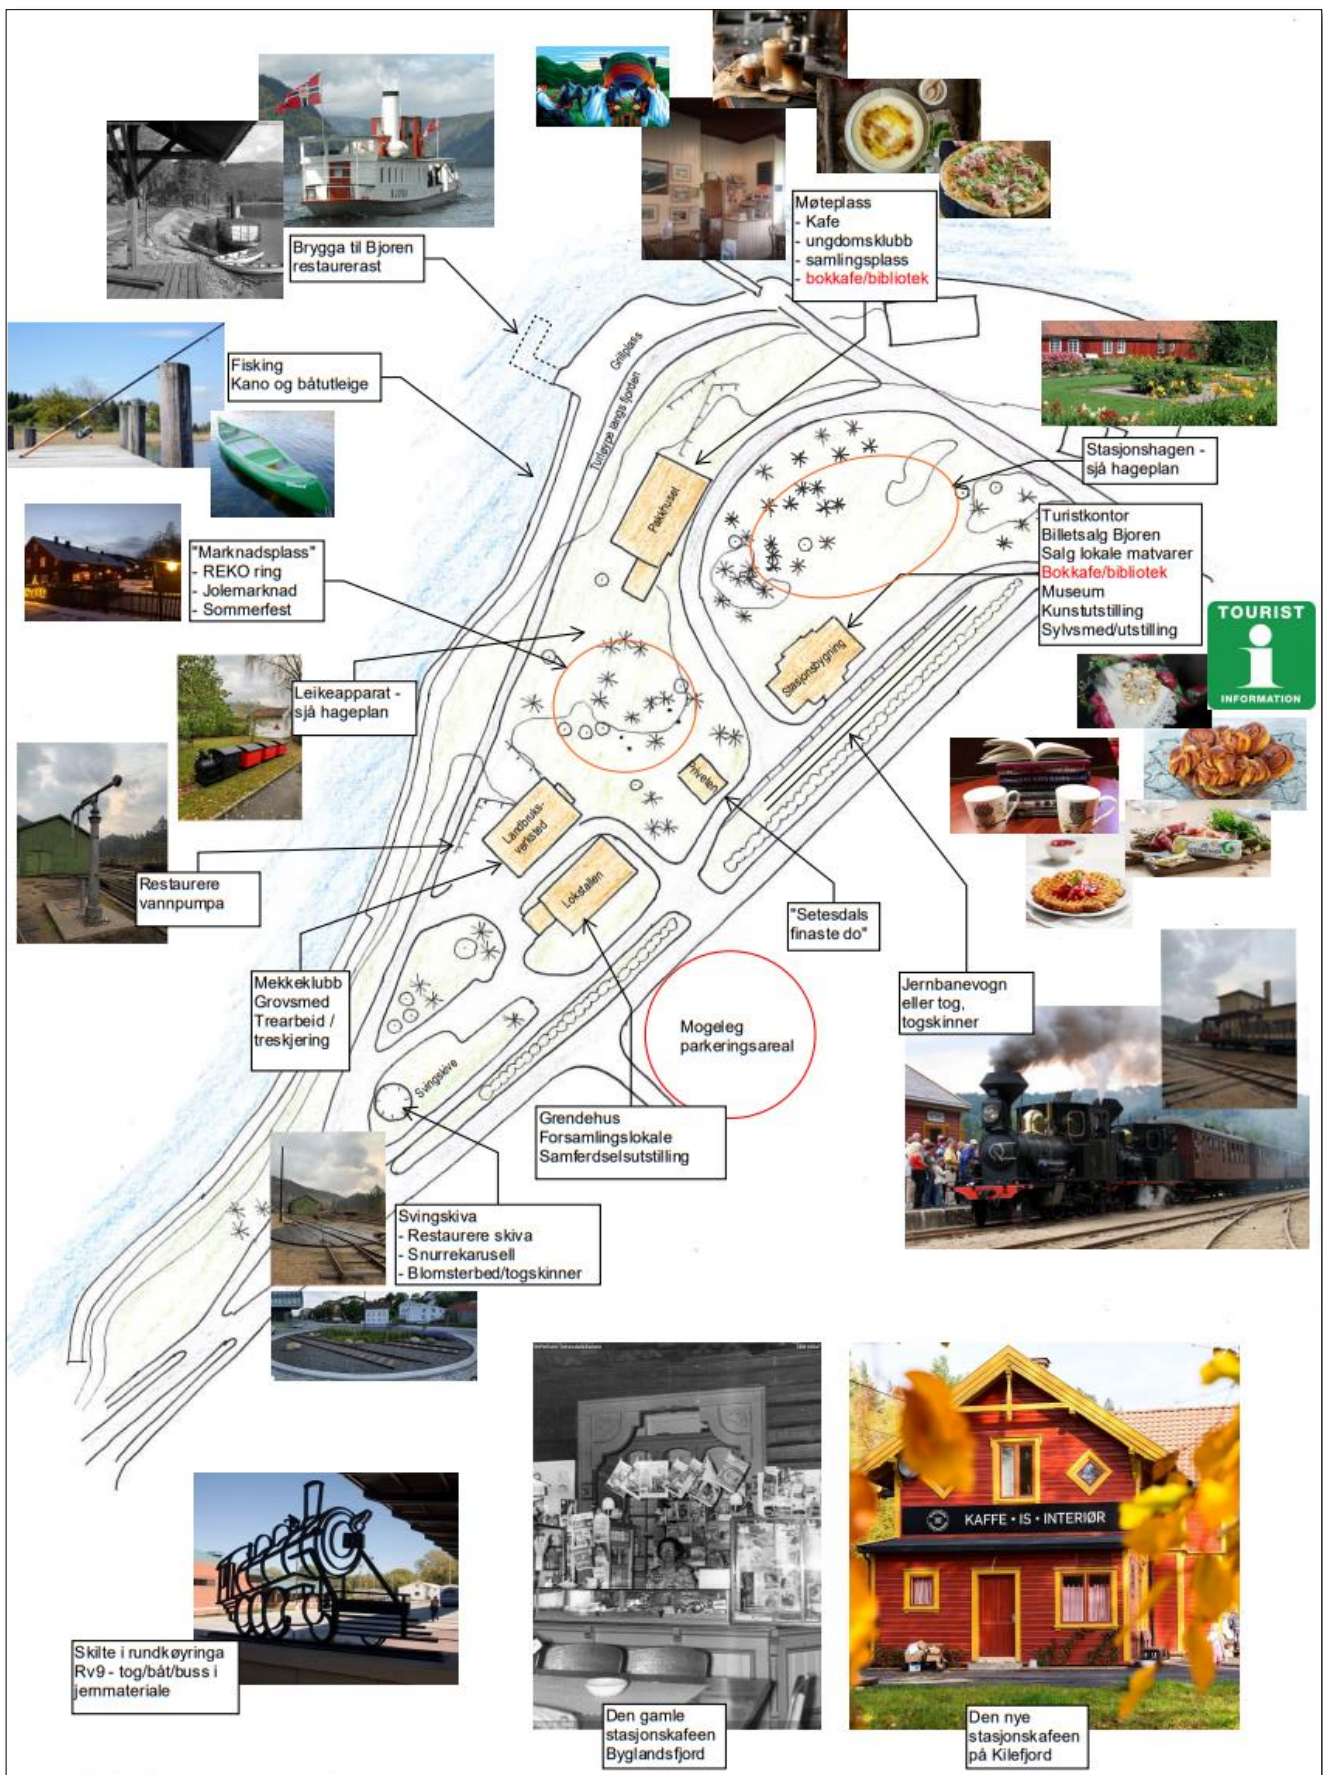 Møteplass
- Kafe
- ungdomsklubb
- samlingsplass
- bokkafe/bibliotek
Brygga til Bjoren
restaurerast
Fisking
Kano og båtutleige
Grillplass
Turløype langs fjorden
Stasjonshagen -
sjå hageplan
Pakkhuset
"Marknadsplass"
- REKO ring
- Jolemarknad
- Sommerfest
Turistkontor
Billetsalg Bjoren
Salg lokale matvarer
Bokkafe/bibliotek
Museum
Kunstutstilling
Sylvsmed/utstilling
TOURIST
i
INFORMATION
Stasjonsbygning
Leikeapparat -
sjå hageplan
Priveten
Landbruks-
verksted
Lokstallen
Restaurere
vannpumpa
"Setesdals
finaste do"
Mekkeklubb
Grovsmed
Trearbeid /
treskjering
Jernbanevogn
eller tog,
togskinner
Mogeleg
parkeringsareal
Svingskive
Grendehus
Forsamlingslokale
Samferdselsutstilling
Svingskiva
- Restaurere skiva
- Snurrekarusell
- Blomsterbed/togskinner
KAFFE • IS • INTERIØR
Skilte i rundkøyringa
Rv9 - tog/båt/buss i
jernmateriale
Den gamle
stasjonskafeen
Byglandsfjord
Den nye
stasjonskafeen
på Kilefjord